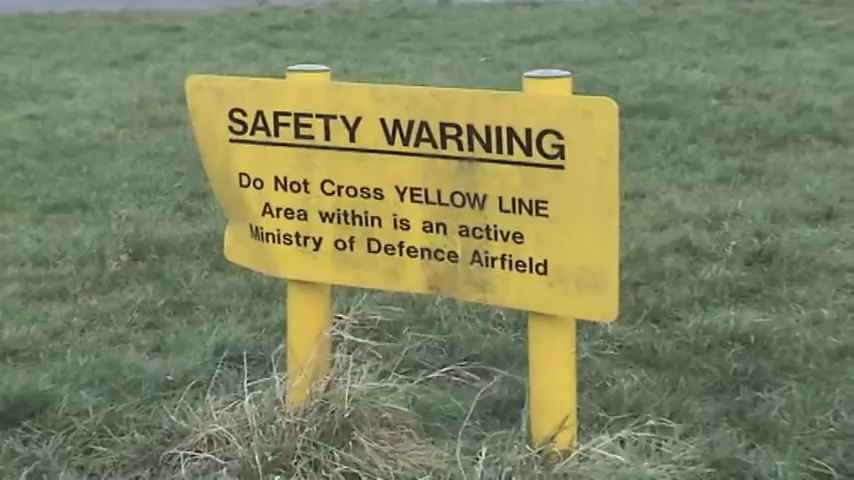 SAFETY WARNING
Do Not Cross YELLOW LINE
Area within is an active
Ministry of Defence Airfield